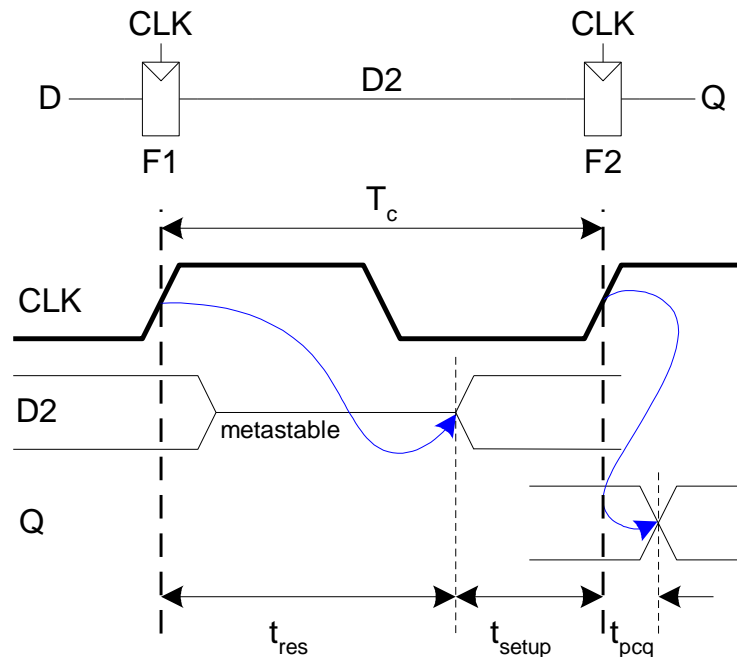 CLK CLK
D D2 Q
F1 F2
Tc
CLK
D2
metastable
Q
tres tsetup tpcq